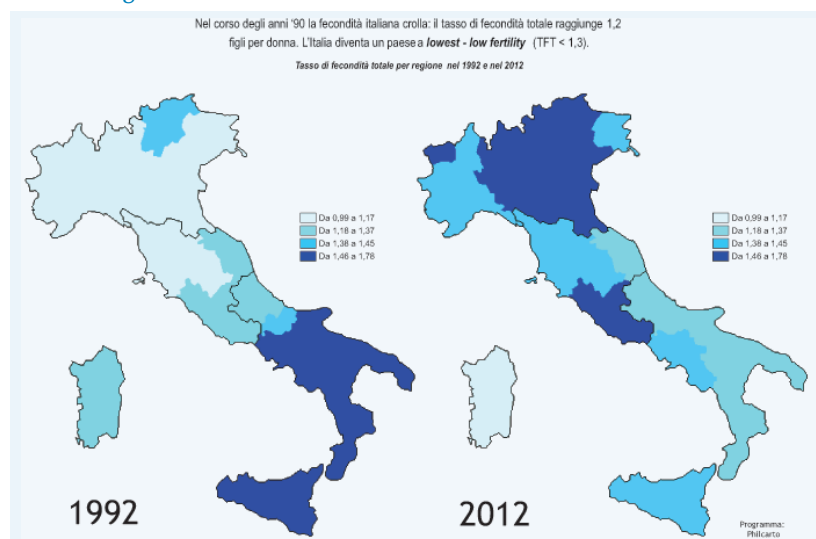 Nel corso degli anni '90 la fecondità italiana crolla: il tasso di fecondità totale raggiunge 1,2
figli per donna. L'Italia diventa un paese a lowest - low fertility (TFT < 1,3).
Tasso di fecondità totale per regione nel 1992 e nel 2012
Da 0,99 a 1,17
Da 1,18 a 1,37
Da 1,38 a 1,45
Da 1,46 a 1,78
Da 0,99 a 1,17
Da 1,18 a 1,37
Da 1,38 a 1,45
Da 1,46 a 1,78
1992
2012
Programma:
Philcarto